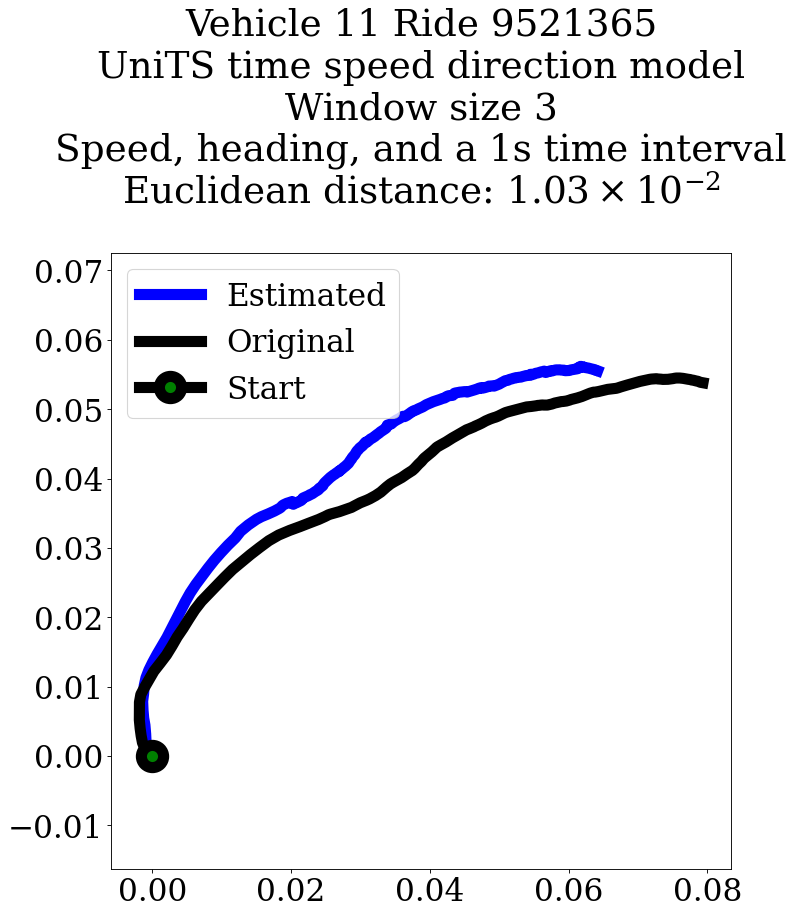 Vehicle 11 Ride 9521365
UniTS time speed direction model
Window size 3
Speed, heading, and a 1s time interval
Euclidean distance: 1.03 × 10⁻²
0.07
0.06
0.05
0.04
0.03
0.02
0.01
0.00
−0.01
Estimated
Original
Start
0.00 0.02 0.04 0.06 0.08